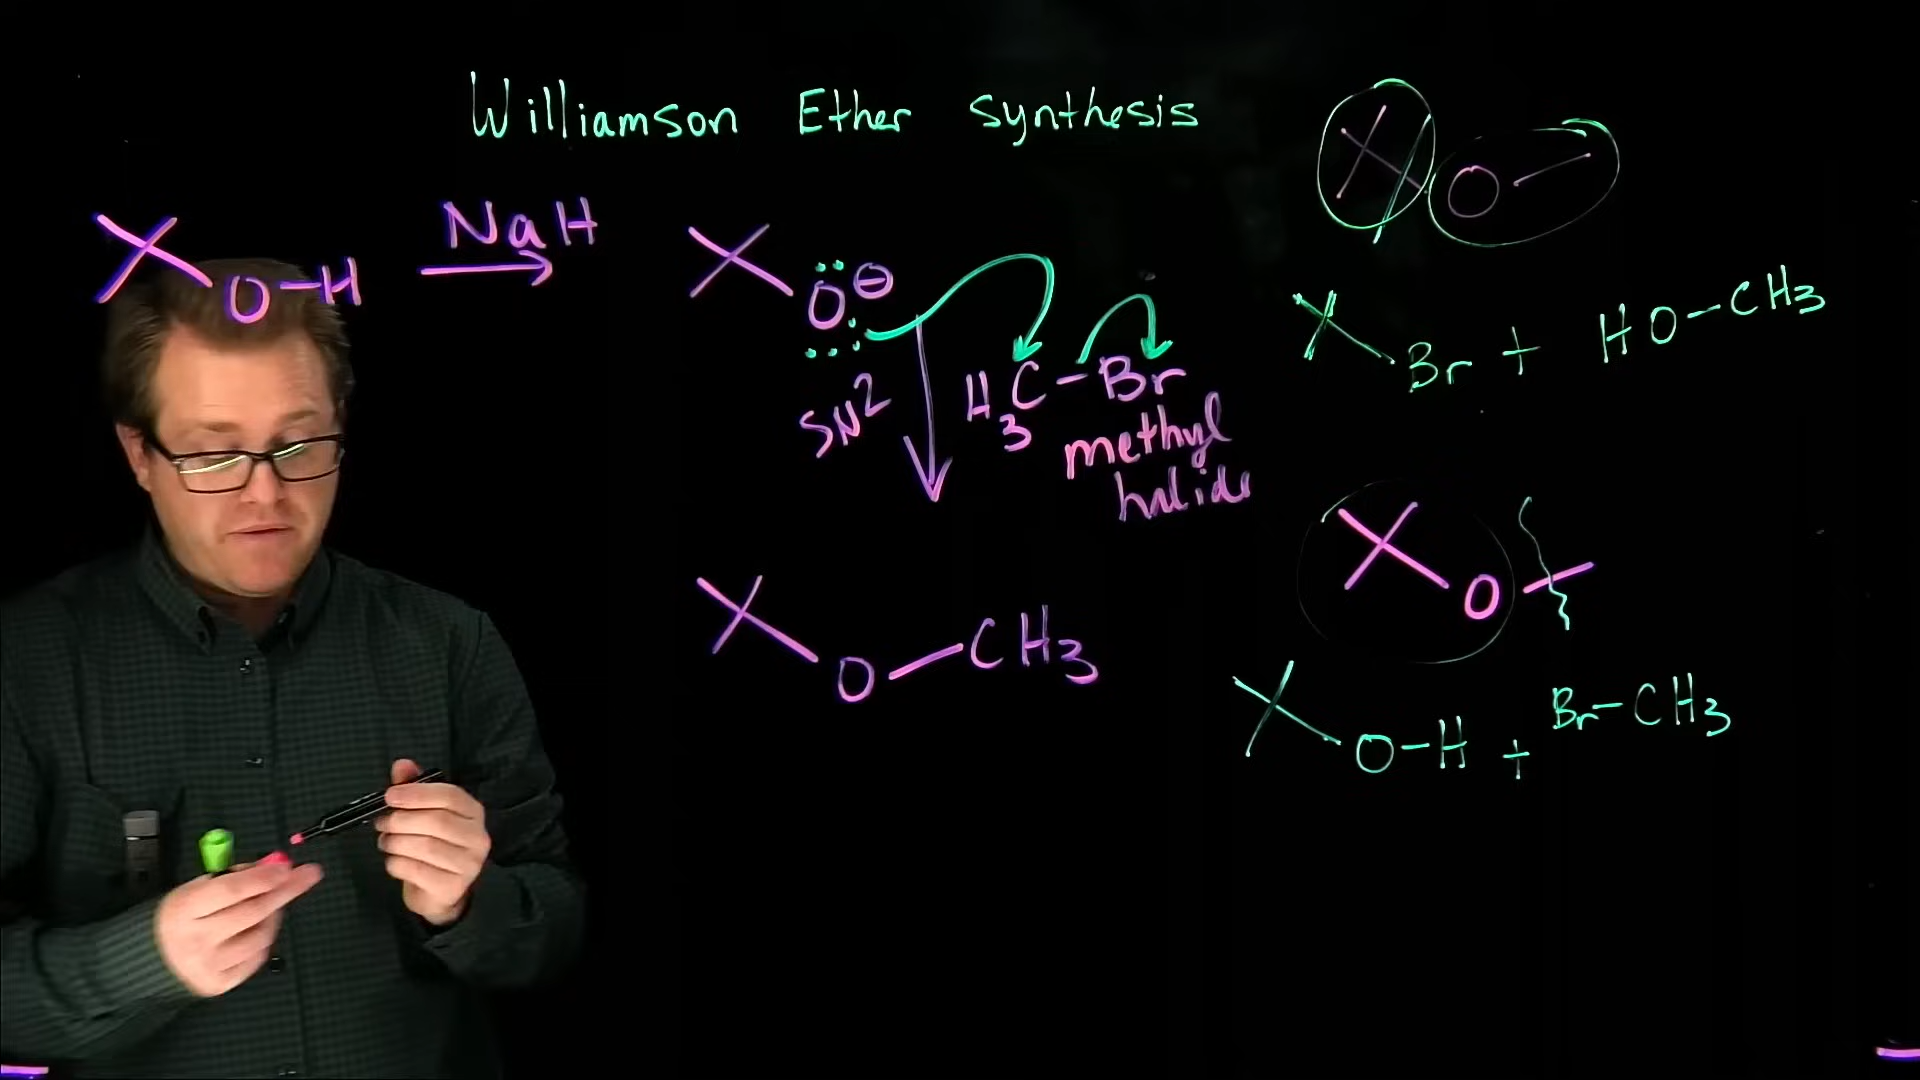 Williamson Ether synthesis
O-H
NaH
O⊖
SN2
H3C-Br
methyl
halide
O-CH3
O
Br + HO-CH3
O
O-H + Br-CH3